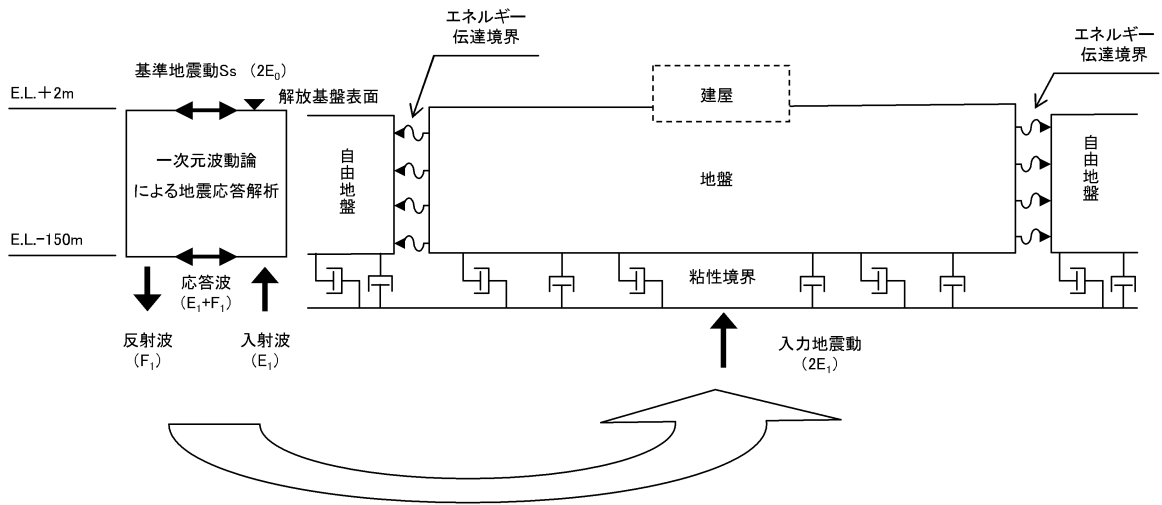 エネルギー
伝達境界
エネルギー
伝達境界
基準地震動Ss (2E₀)
E.L.+2m
解放基盤表面
建屋
一次元波動論
による地震応答解析
自由地盤
地盤
自由地盤
E.L.-150m
応答波
(E₁+F₁)
粘性境界
反射波
(F₁)
入射波
(E₁)
入力地震動
(2E₁)